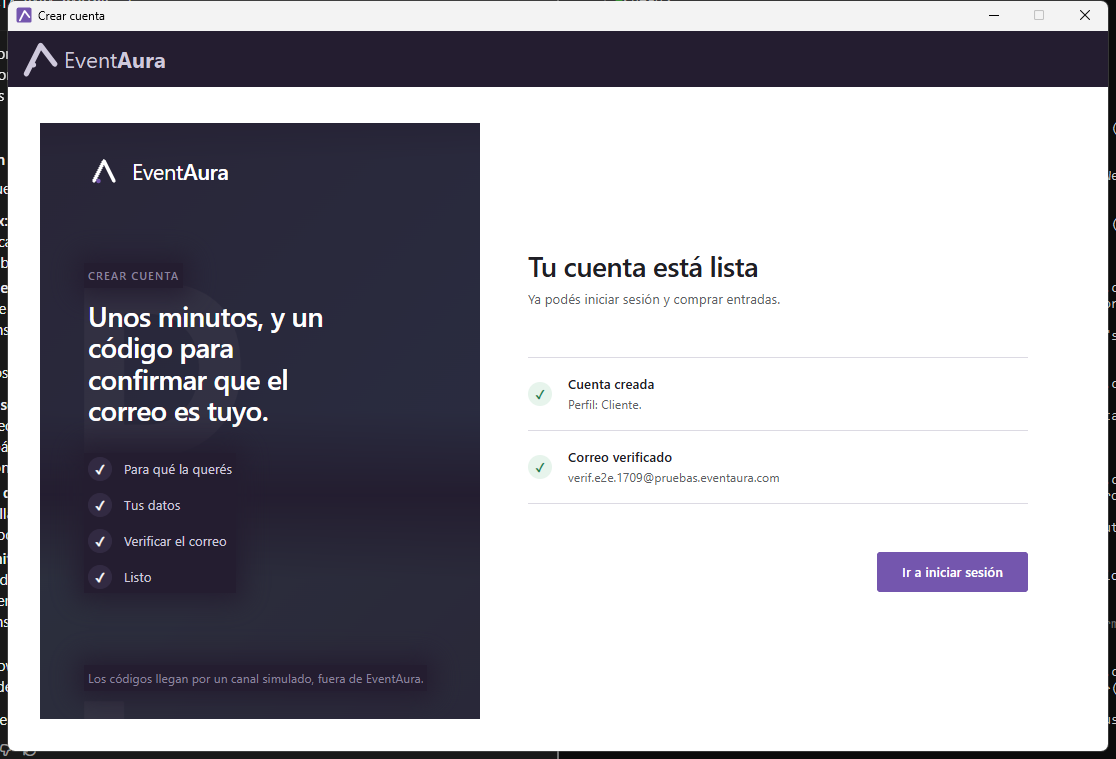 Crear cuenta
EventAura
EventAura
CREAR CUENTA
Unos minutos, y un
código para
confirmar que el
correo es tuyo.
Para qué la querés
Tus datos
Verificar el correo
Listo
Los códigos llegan por un canal simulado, fuera de EventAura.
Tu cuenta está lista
Ya podés iniciar sesión y comprar entradas.
Cuenta creada
Perfil: Cliente.
Correo verificado
verif.e2e.1709@pruebas.eventaura.com
Ir a iniciar sesión